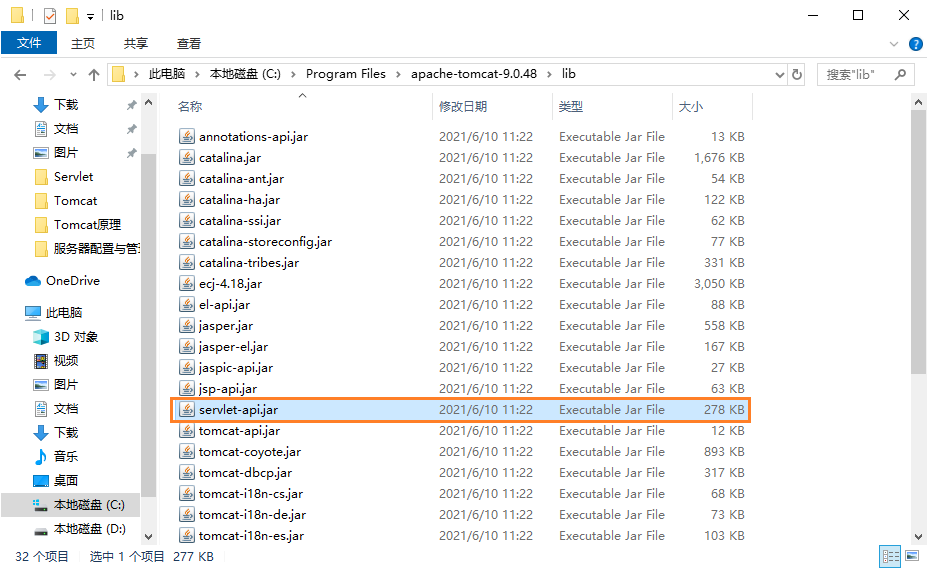 lib
文件 主页 共享 查看
此电脑 本地磁盘 (C:) Program Files apache-tomcat-9.0.48 lib 搜索"lib"
下载
文档
图片
Servlet
Tomcat
Tomcat原理
服务器配置与管
OneDrive
此电脑
3D 对象
视频
图片
文档
下载
音乐
桌面
本地磁盘 (C:)
本地磁盘 (D:)
名称 修改日期 类型 大小
annotations-api.jar 2021/6/10 11:22 Executable Jar File 13 KB
catalina.jar 2021/6/10 11:22 Executable Jar File 1,676 KB
catalina-ant.jar 2021/6/10 11:22 Executable Jar File 54 KB
catalina-ha.jar 2021/6/10 11:22 Executable Jar File 122 KB
catalina-ssi.jar 2021/6/10 11:22 Executable Jar File 62 KB
catalina-storeconfig.jar 2021/6/10 11:22 Executable Jar File 77 KB
catalina-tribes.jar 2021/6/10 11:22 Executable Jar File 331 KB
ecj-4.18.jar 2021/6/10 11:22 Executable Jar File 3,050 KB
el-api.jar 2021/6/10 11:22 Executable Jar File 88 KB
jasper.jar 2021/6/10 11:22 Executable Jar File 558 KB
jasper-el.jar 2021/6/10 11:22 Executable Jar File 167 KB
jaspic-api.jar 2021/6/10 11:22 Executable Jar File 27 KB
jsp-api.jar 2021/6/10 11:22 Executable Jar File 63 KB
servlet-api.jar 2021/6/10 11:22 Executable Jar File 278 KB
tomcat-api.jar 2021/6/10 11:22 Executable Jar File 12 KB
tomcat-coyote.jar 2021/6/10 11:22 Executable Jar File 893 KB
tomcat-dbcp.jar 2021/6/10 11:22 Executable Jar File 317 KB
tomcat-i18n-cs.jar 2021/6/10 11:22 Executable Jar File 68 KB
tomcat-i18n-de.jar 2021/6/10 11:22 Executable Jar File 73 KB
tomcat-i18n-es.jar 2021/6/10 11:22 Executable Jar File 103 KB
32 个项目 选中 1 个项目 277 KB